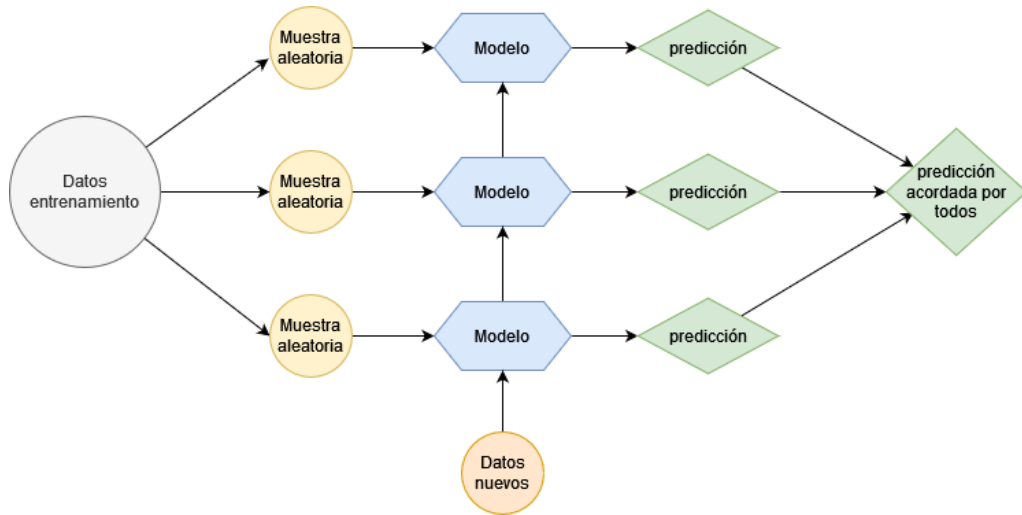 Muestra
aleatoria
Modelo
predicción
Datos
entrenamiento
Muestra
aleatoria
Modelo
predicción
predicción
acordada por
todos
Muestra
aleatoria
Modelo
predicción
Datos
nuevos